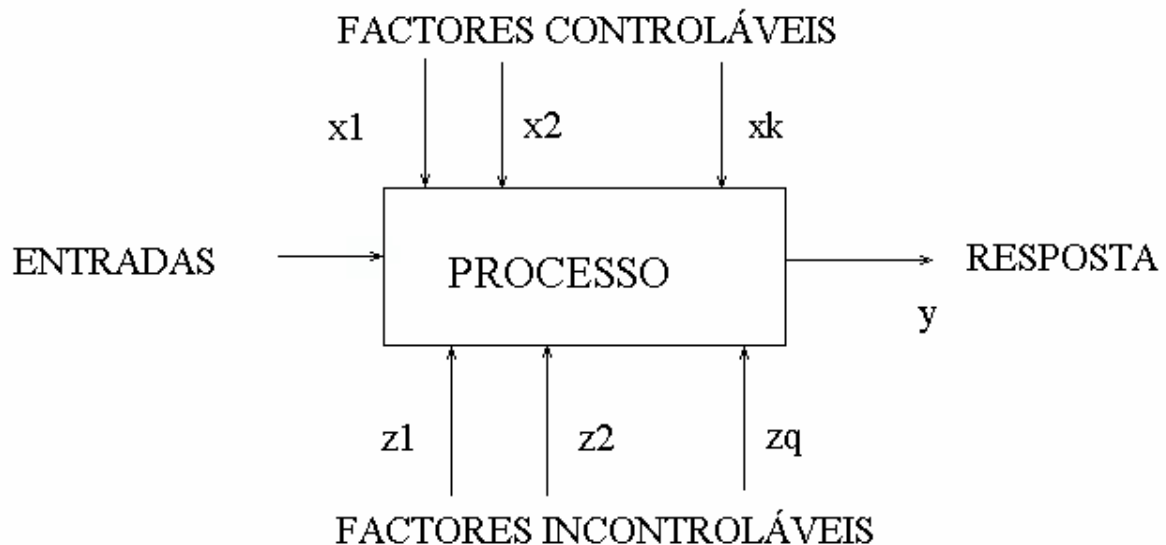 FACTORES CONTROLÁVEIS
x1 x2 xk
ENTRADAS PROCESSO RESPOSTA
y
z1 z2 zq
FACTORES INCONTROLÁVEIS